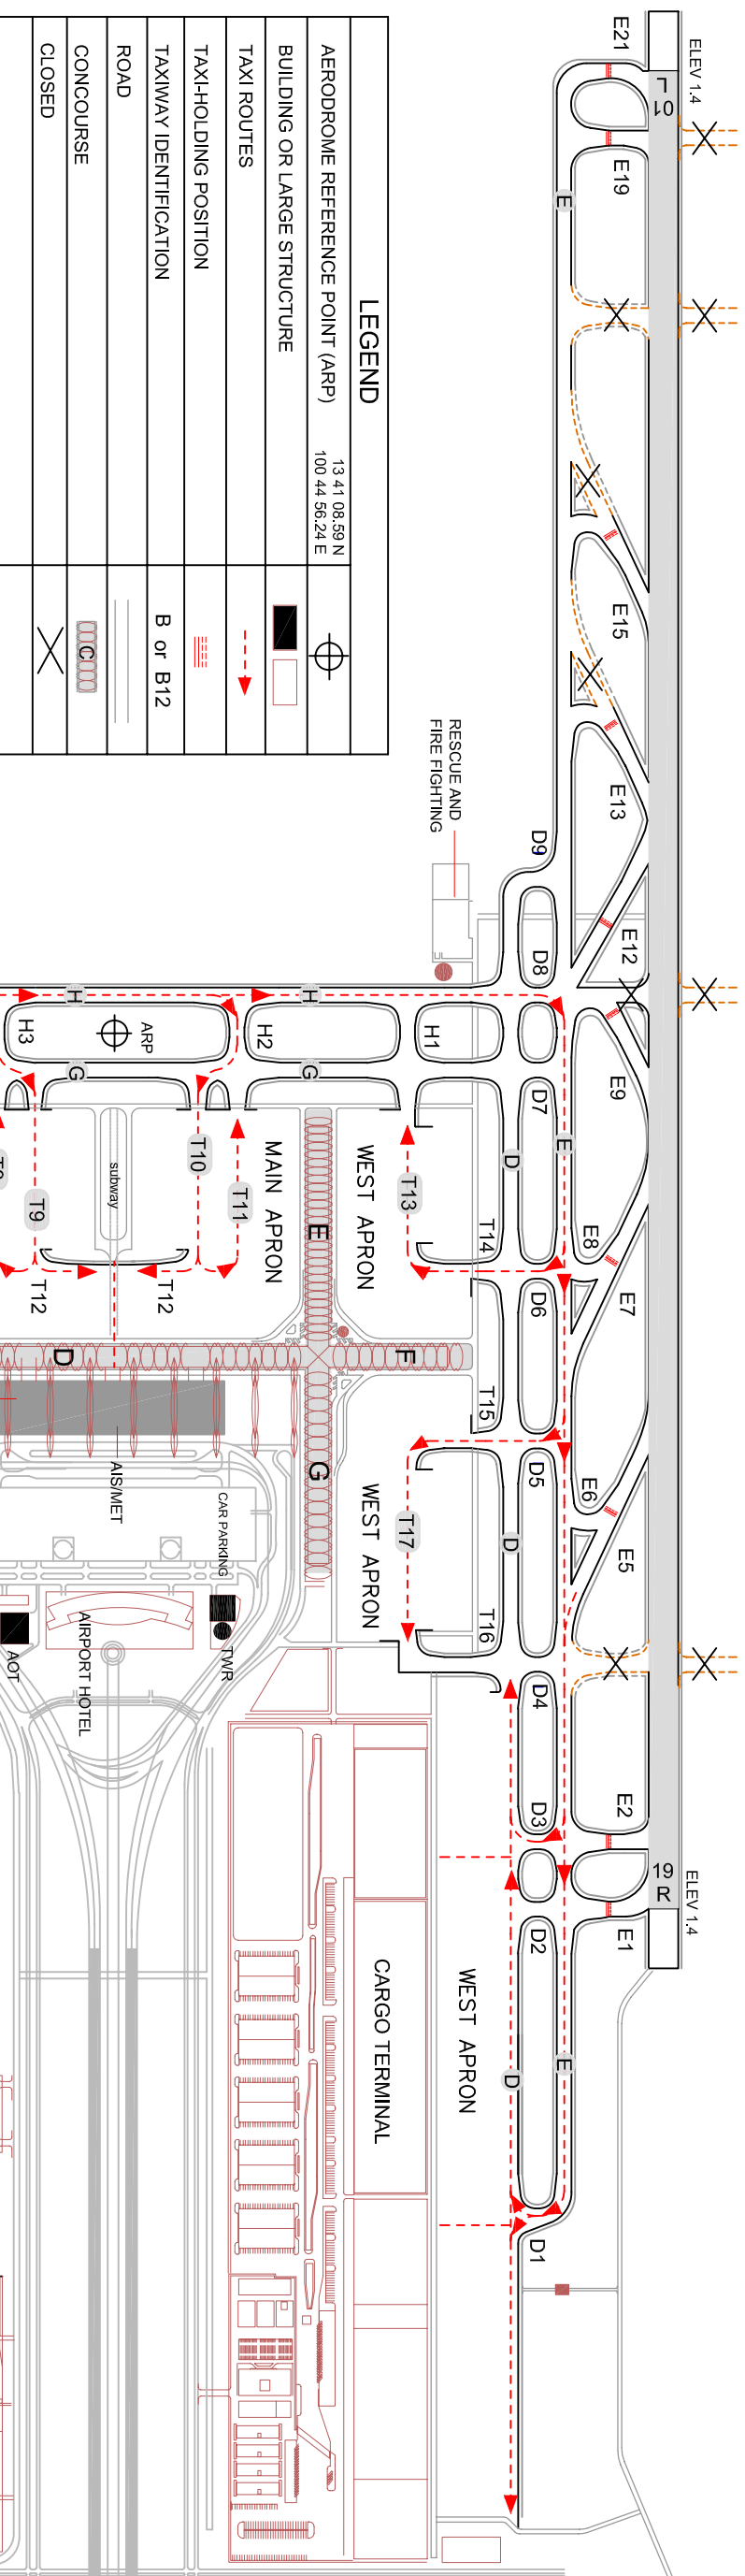 ELEV 1.4
01
L
E21
E19
E
E15
E13
E12
E9
E8
E7
E6
E5
E2
E1
19
R
ELEV 1.4
D9
D8
D7
D6
D5
D4
D3
D2
D1
E
E
D
D
D
RESCUE AND
FIRE FIGHTING
H
H
H1
H2
H3
G
G
ARP
subway
T9
T10
T11
T12
T12
T13
T14
T15
T16
T17
MAIN APRON
WEST APRON
WEST APRON
WEST APRON
E
F
D
G
AIS/MET
CAR PARKING
TWR
AIRPORT HOTEL
AOT
CARGO TERMINAL
LEGEND
AERODROME REFERENCE POINT (ARP)
13 41 08.59 N
100 44 56.24 E
BUILDING OR LARGE STRUCTURE
TAXI ROUTES
TAXI-HOLDING POSITION
TAXIWAY IDENTIFICATION
B or B12
ROAD
CONCOURSE
C
CLOSED